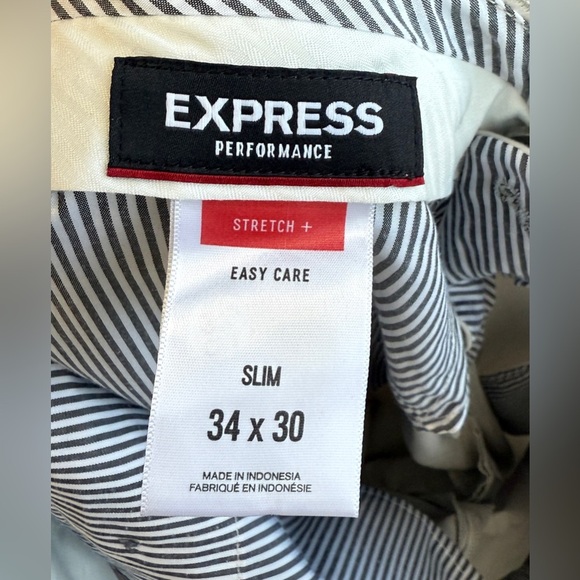 EXPRESS
PERFORMANCE
STRETCH +
EASY CARE
SLIM
34 x 30
MADE IN INDONESIA
FABRIQUÉ EN INDONÉSIE